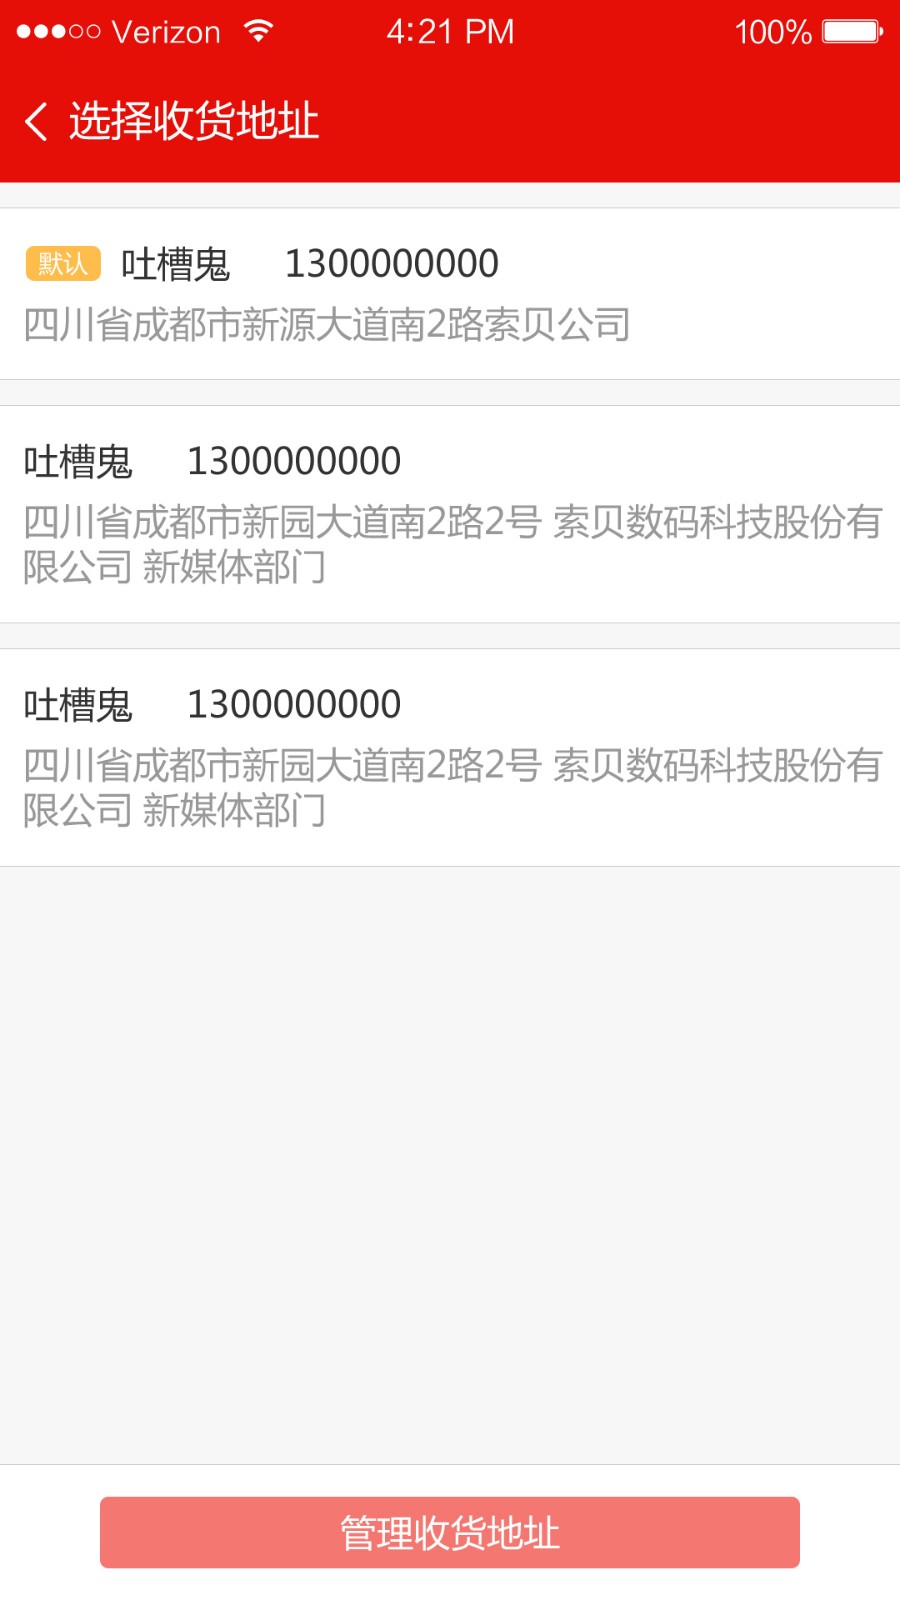 Verizon 4:21 PM 100%
选择收货地址
默认 吐槽鬼 1300000000
四川省成都市新源大道南2路索贝公司
吐槽鬼 1300000000
四川省成都市新园大道南2路2号 索贝数码科技股份有
限公司 新媒体部门
吐槽鬼 1300000000
四川省成都市新园大道南2路2号 索贝数码科技股份有
限公司 新媒体部门
管理收货地址